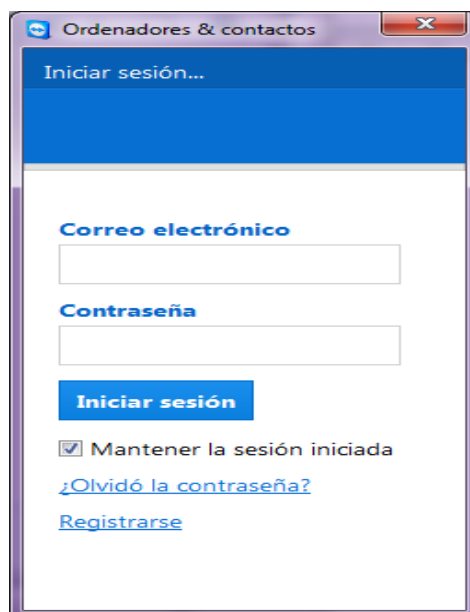 Ordenadores & contactos
Iniciar sesión...
Correo electrónico
Contraseña
Iniciar sesión
Mantener la sesión iniciada
¿Olvidó la contraseña?
Registrarse